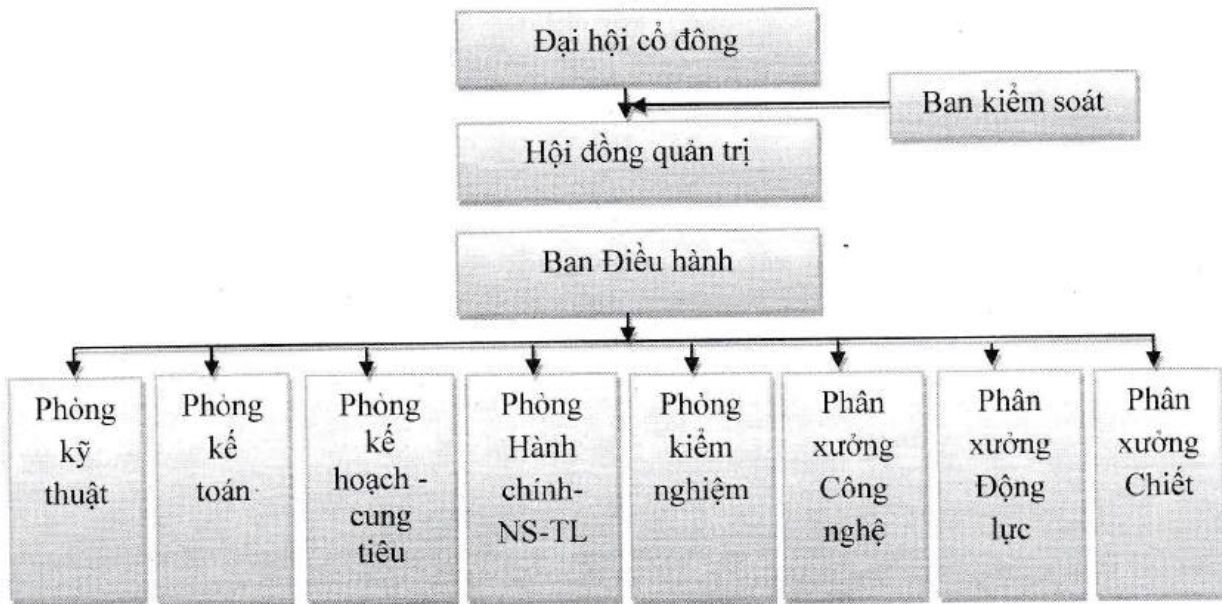 Đại hội cổ đông
Ban kiểm soát
Hội đồng quản trị
Ban Điều hành
Phòng
kỹ
thuật
Phòng
kế
toán
Phòng
kế
hoạch -
cung
tiêu
Phòng
Hành
chính-
NS-TL
Phòng
kiểm
nghiệm
Phân
xưởng
Công
nghệ
Phân
xưởng
Động
lực
Phân
xưởng
Chiết